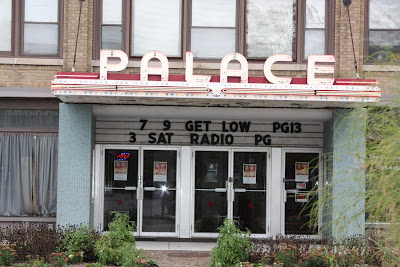 PALACE
7 9 GET LOW PG13
3 SAT RADIO PG